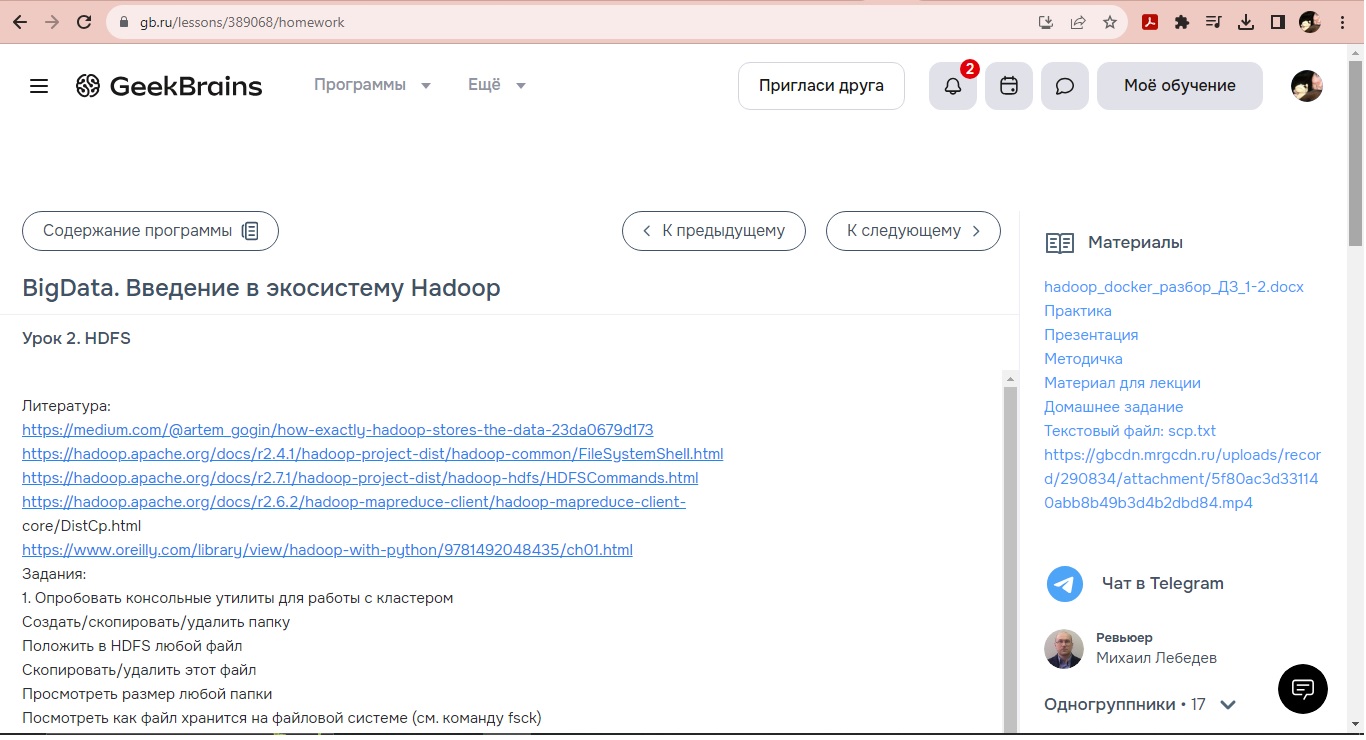 gb.ru/lessons/389068/homework
GeekBrains
Программы
Ещё
Пригласи друга
2
Моё обучение
Содержание программы
К предыдущему
К следующему
BigData. Введение в экосистему Hadoop
Урок 2. HDFS
Литература:
https://medium.com/@artem_gogin/how-exactly-hadoop-stores-the-data-23da0679d173
https://hadoop.apache.org/docs/r2.4.1/hadoop-project-dist/hadoop-common/FileSystemShell.html
https://hadoop.apache.org/docs/r2.7.1/hadoop-project-dist/hadoop-hdfs/HDFSCommands.html
https://hadoop.apache.org/docs/r2.6.2/hadoop-mapreduce-client/hadoop-mapreduce-client-
core/DistCp.html
https://www.oreilly.com/library/view/hadoop-with-python/9781492048435/ch01.html
Задания:
1. Опробовать консольные утилиты для работы с кластером
Создать/скопировать/удалить папку
Положить в HDFS любой файл
Скопировать/удалить этот файл
Просмотреть размер любой папки
Посмотреть как файл хранится на файловой системе (см. команду fsck)
Материалы
hadoop_docker_разбор_ДЗ_1-2.docx
Практика
Презентация
Методичка
Материал для лекции
Домашнее задание
Текстовый файл: scp.txt
https://gbcdn.mrgcdn.ru/uploads/recor
d/290834/attachment/5f80ac3d33114
0abb8b49b3d4b2dbd84.mp4
Чат в Telegram
Ревьюер
Михаил Лебедев
Одногруппники • 17